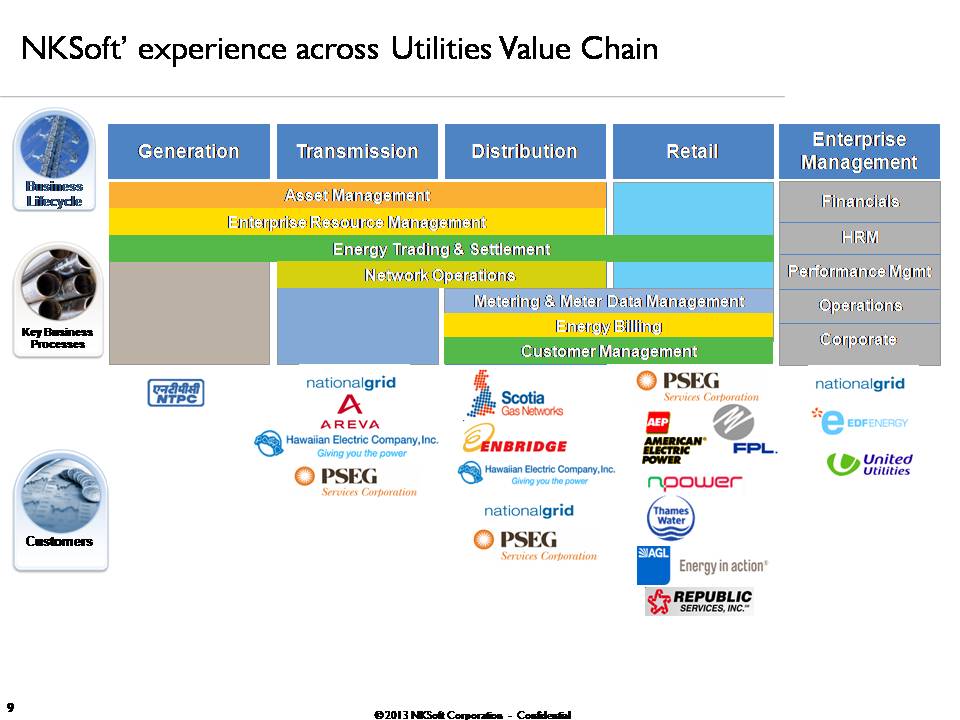 NKSoft’ experience across Utilities Value Chain
Business
Lifecycle
Generation
Transmission
Distribution
Retail
Enterprise
Management
Asset Management
Enterprise Resource Management
Energy Trading & Settlement
Network Operations
Metering & Meter Data Management
Energy Billing
Customer Management
Financials
HRM
Performance Mgmt
Operations
Corporate
Key Business
Processes
Customers
एनटीपीसी
NTPC
nationalgrid
AREVA
Hawaiian Electric Company, Inc.
Giving you the power
PSEG
Services Corporation
Scotia
Gas Networks
ENBRIDGE
Hawaiian Electric Company, Inc.
Giving you the power
nationalgrid
PSEG
Services Corporation
PSEG
Services Corporation
AEP
AMERICAN®
ELECTRIC
POWER
FPL.
npower
Thames
Water
AGL
Energy in action®
REPUBLIC
SERVICES, INC.℠
nationalgrid
e EDFENERGY
United
Utilities
9
©2013 NKSoft Corporation - Confidential